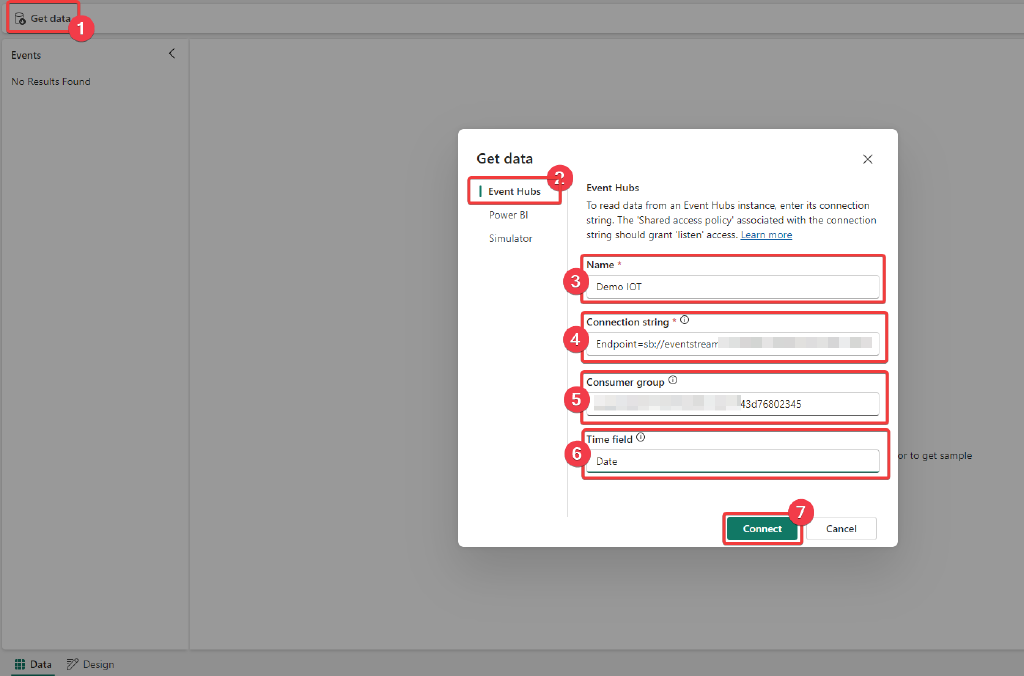 Get data
1
Events
No Results Found
Get data
2
Event Hubs
Power BI
Simulator
Event Hubs
To read data from an Event Hubs instance, enter its connection
string. The 'Shared access policy' associated with the connection
string should grant 'listen' access. Learn more
Name *
3
Demo IOT
Connection string *
4
Endpoint=sb://eventstream
Consumer group
5
43d76802345
Time field
6
Date
or to get sample
7
Connect
Cancel
Data
Design